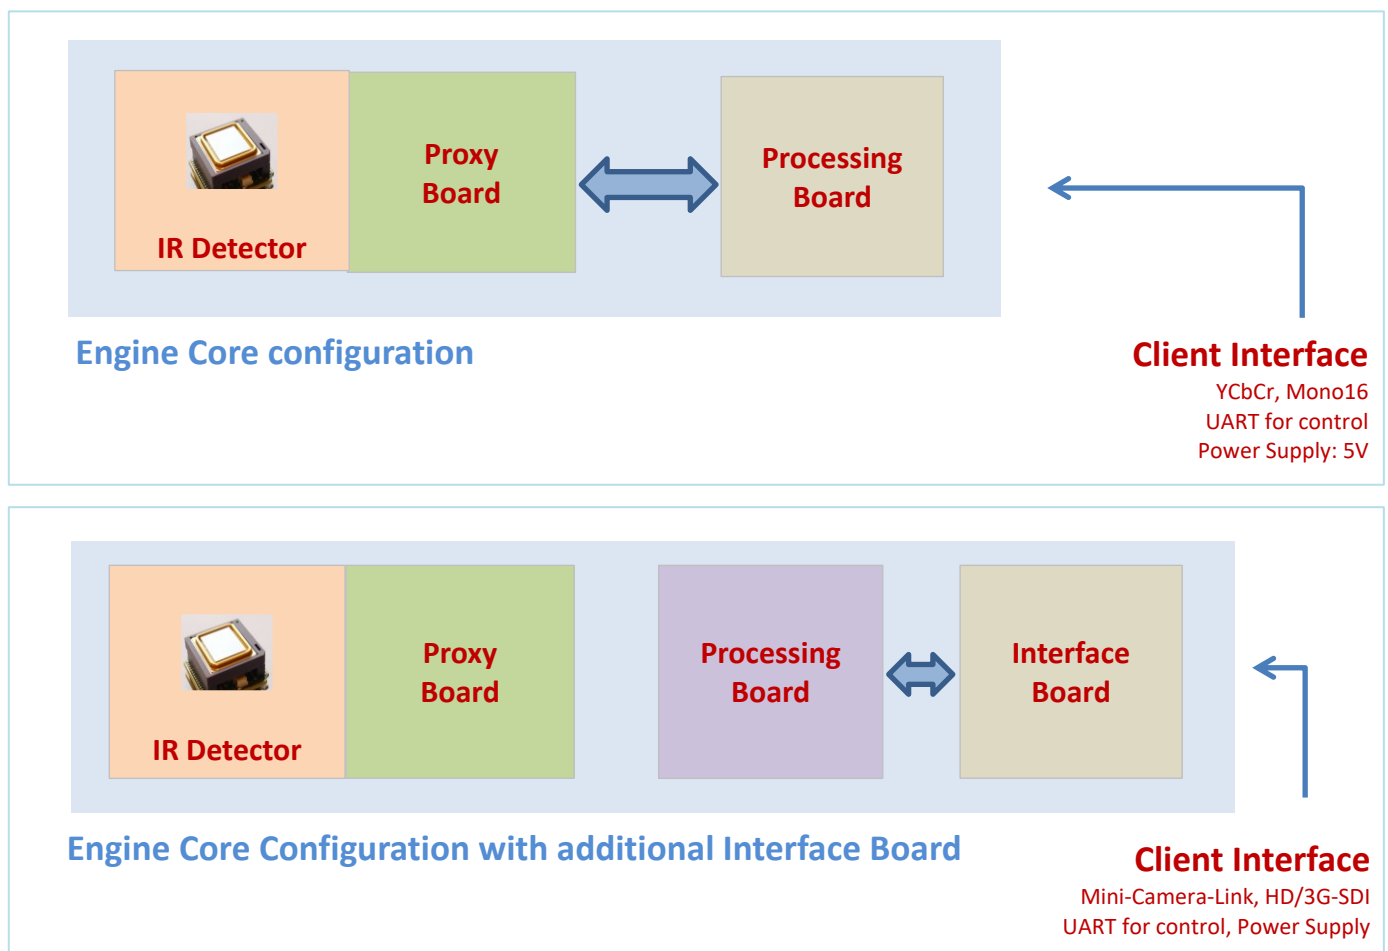 IR Detector
Proxy
Board
Processing
Board
Engine Core configuration
Client Interface
YCbCr, Mono16
UART for control
Power Supply: 5V
IR Detector
Proxy
Board
Processing
Board
Interface
Board
Engine Core Configuration with additional Interface Board
Client Interface
Mini-Camera-Link, HD/3G-SDI
UART for control, Power Supply